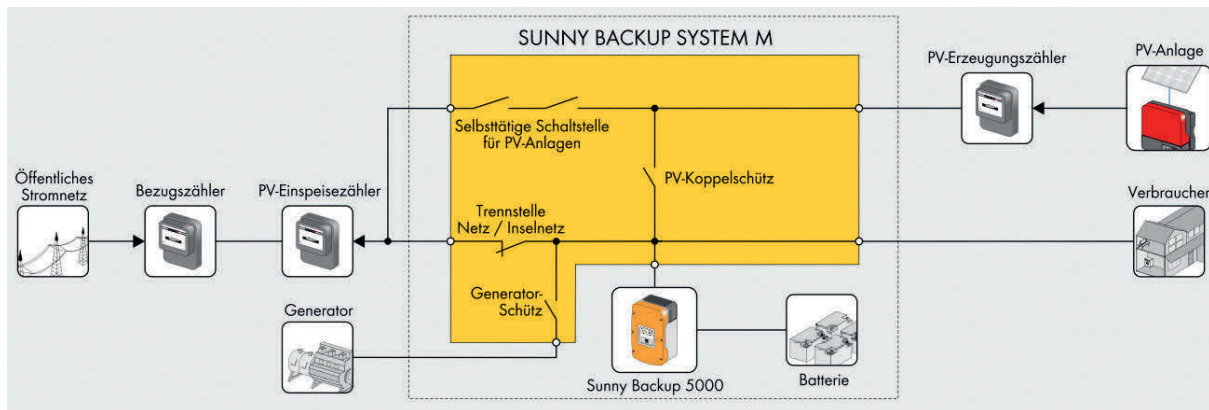 SUNNY BACKUP SYSTEM M
PV-Erzeugungszähler
PV-Anlage
Selbsttätige Schaltstelle
für PV-Anlagen
PV-Koppelschütz
Öffentliches
Stromnetz
Bezugszähler
PV-Einspeisezähler
Trennstelle
Netz / Inselnetz
Verbraucher
Generator-
Schütz
Generator
Sunny Backup 5000
Batterie